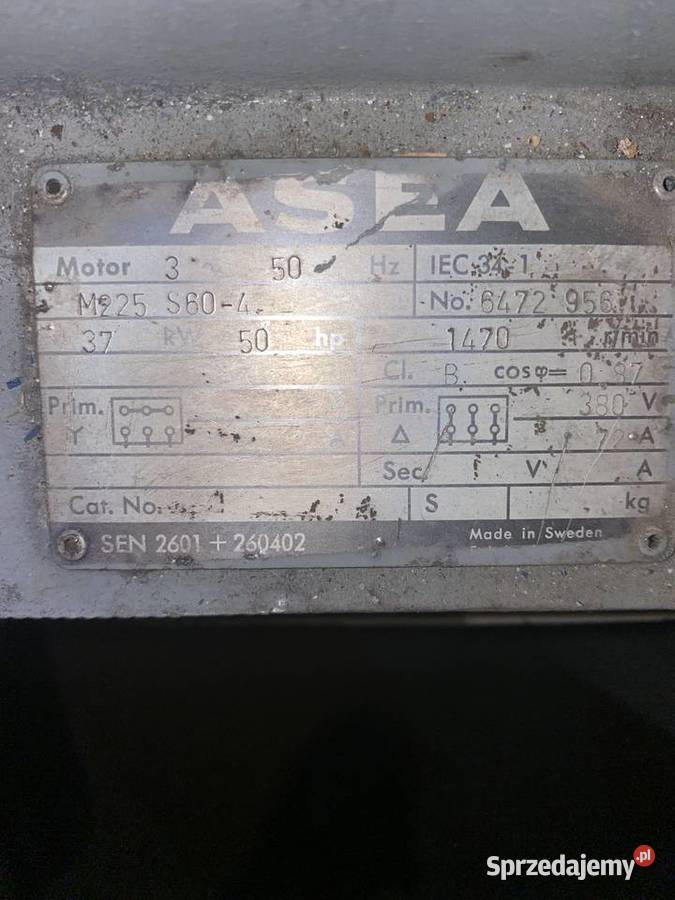 ASEA
Motor 3 50 Hz IEC 34.1
M225 S60-4 No. 6472 956
37 kW 50 hp 1470 r/min
Cl. B. cosφ= 0.87
Prim. Prim. 380 V
Y A Δ 72 A
Sec V A
Cat. No. S kg
SEN 2601 + 260402 Made in Sweden
Sprzedajemy.pl